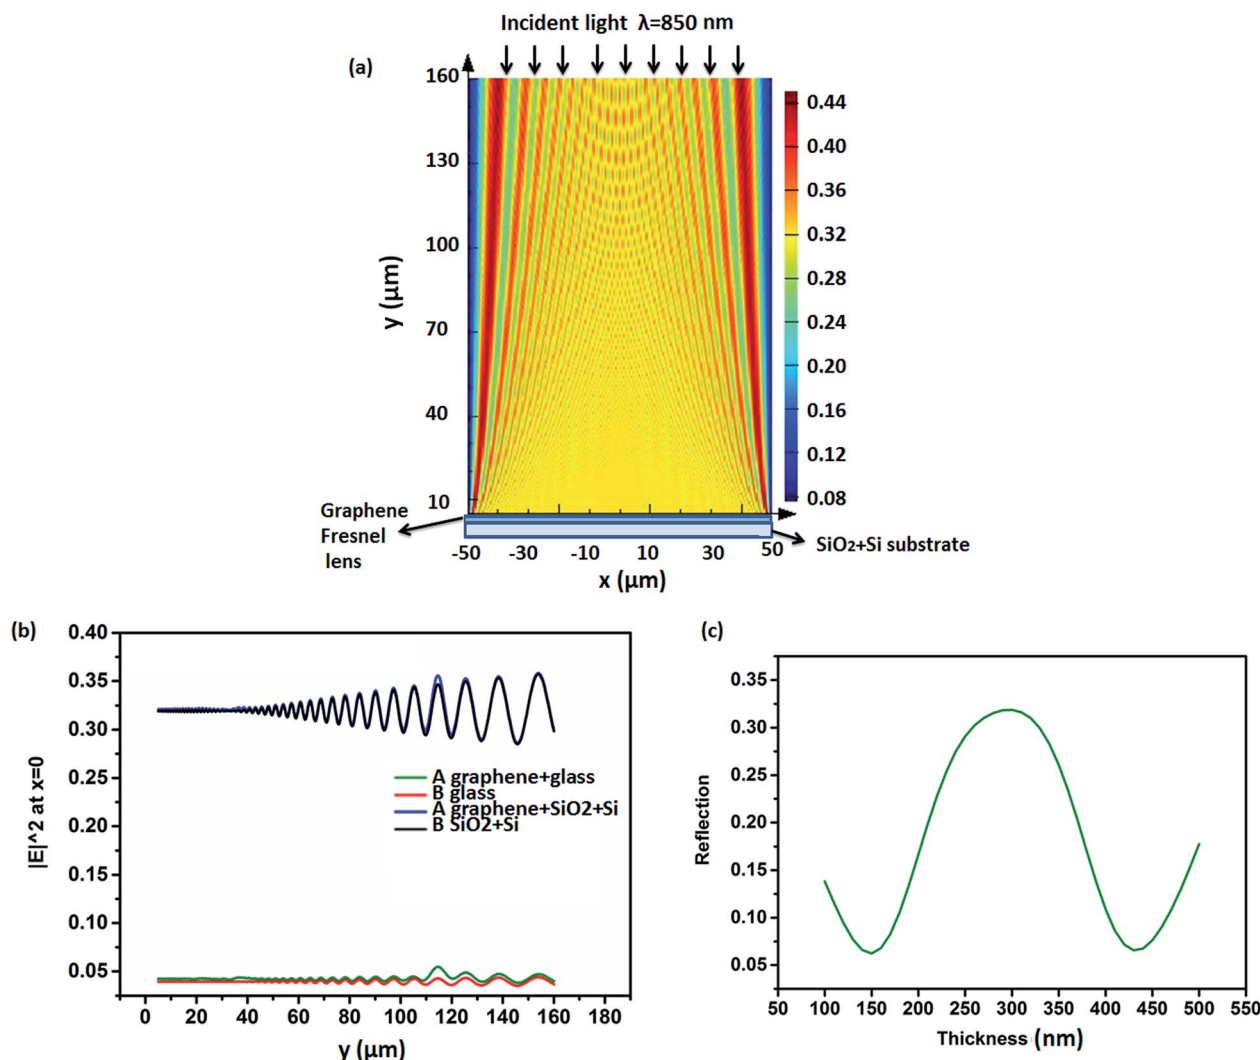 Incident light λ=850 nm
(a)
160
130
100
70
40
10
y (μm)
0.44
0.40
0.36
0.32
0.28
0.24
0.20
0.16
0.12
0.08
Graphene
Fresnel
lens
-50 -30 -10 10 30 50
x (μm)
SiO2+Si substrate
(b)
0.40
0.35
0.30
0.25
0.20
0.15
0.10
0.05
|E|^2 at x=0
A graphene+glass
B glass
A graphene+SiO2+Si
B SiO2+Si
0 20 40 60 80 100 120 140 160 180
y (μm)
(c)
0.35
0.30
0.25
0.20
0.15
0.10
0.05
Reflection
50 100 150 200 250 300 350 400 450 500 550
Thickness (nm)